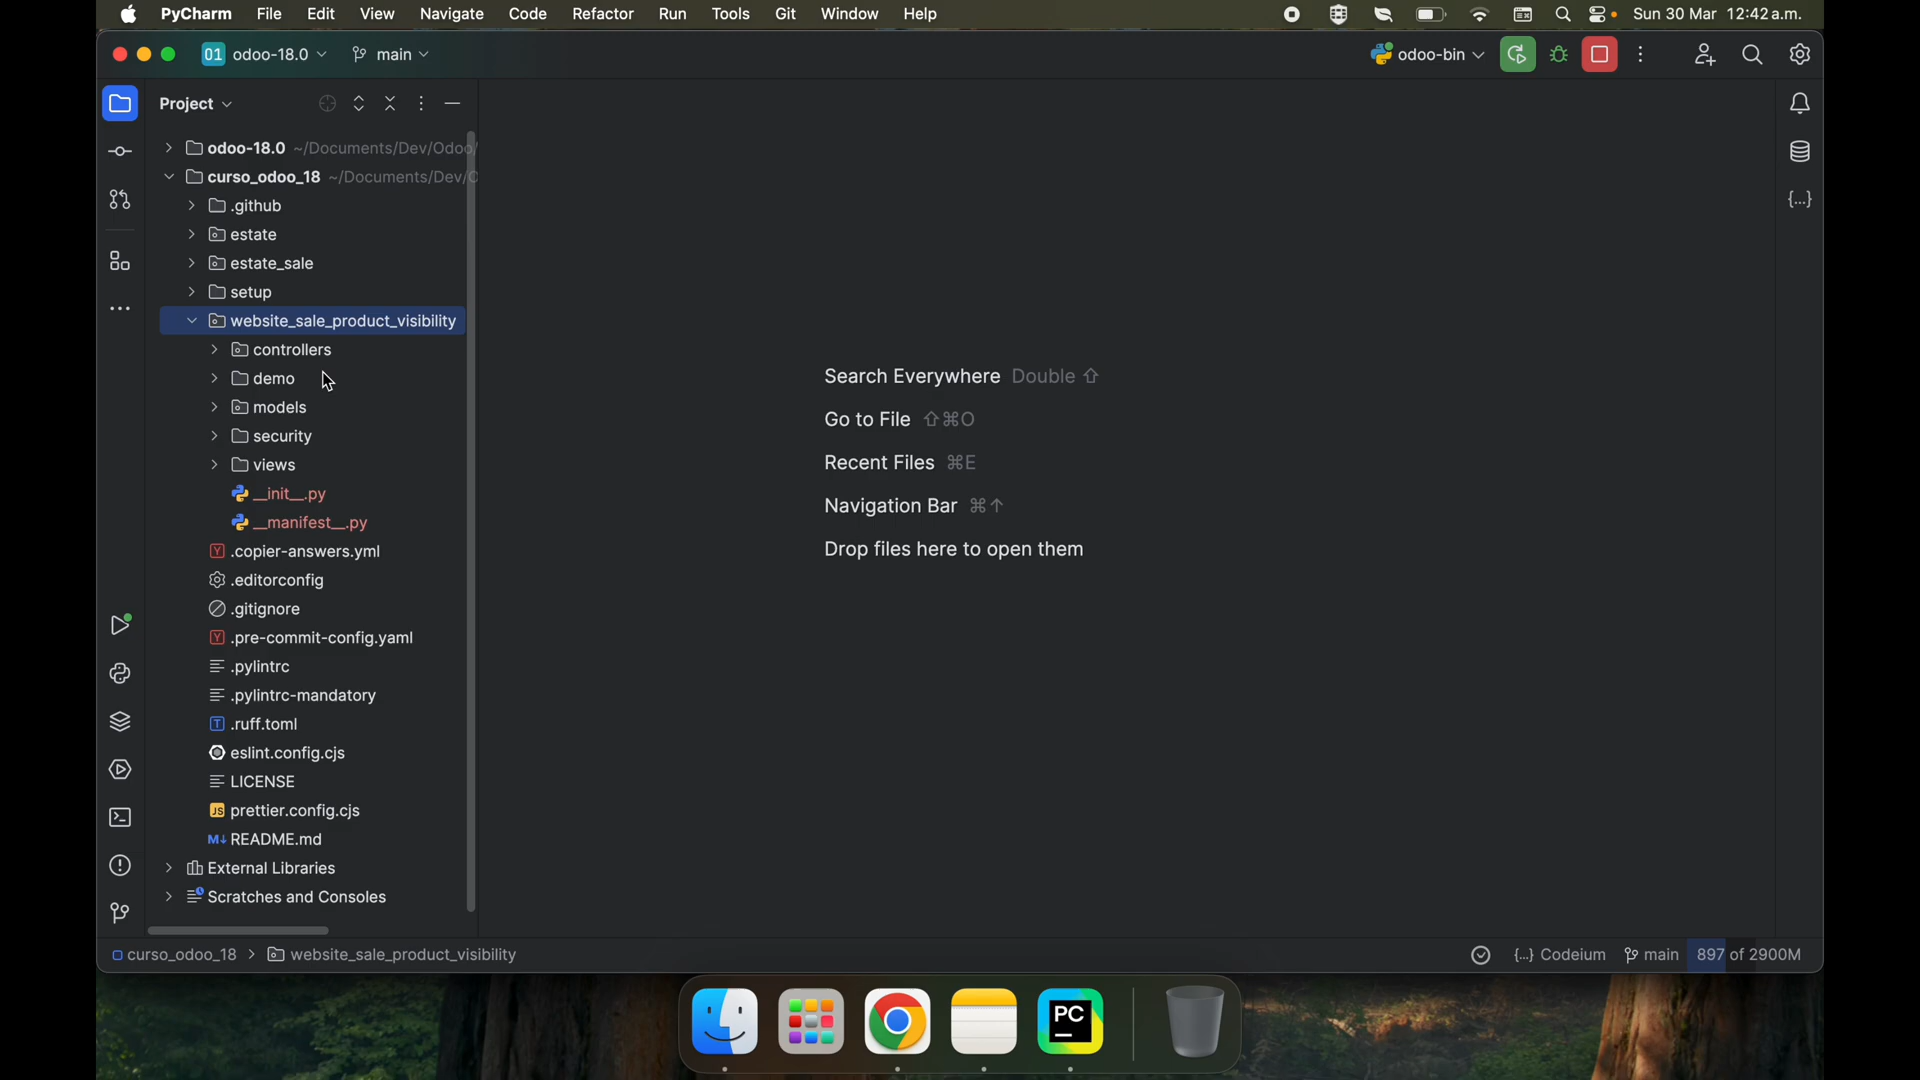 PyCharm File Edit View Navigate Code Refactor Run Tools Git Window Help Sun 30 Mar 12:42 a.m.
01 odoo-18.0 main odoo-bin
Project
odoo-18.0 ~/Documents/Dev/Odoo/
curso_odoo_18 ~/Documents/Dev/O
.github
estate
estate_sale
setup
website_sale_product_visibility
controllers
demo
models
security
views
__init__.py
__manifest__.py
.copier-answers.yml
.editorconfig
.gitignore
.pre-commit-config.yaml
.pylintrc
.pylintrc-mandatory
.ruff.toml
eslint.config.cjs
LICENSE
prettier.config.cjs
README.md
External Libraries
Scratches and Consoles
Search Everywhere Double ⇧
Go to File ⇧⌘O
Recent Files ⌘E
Navigation Bar ⌘↑
Drop files here to open them
curso_odoo_18 > website_sale_product_visibility {...} Codeium main 897 of 2900M
PC